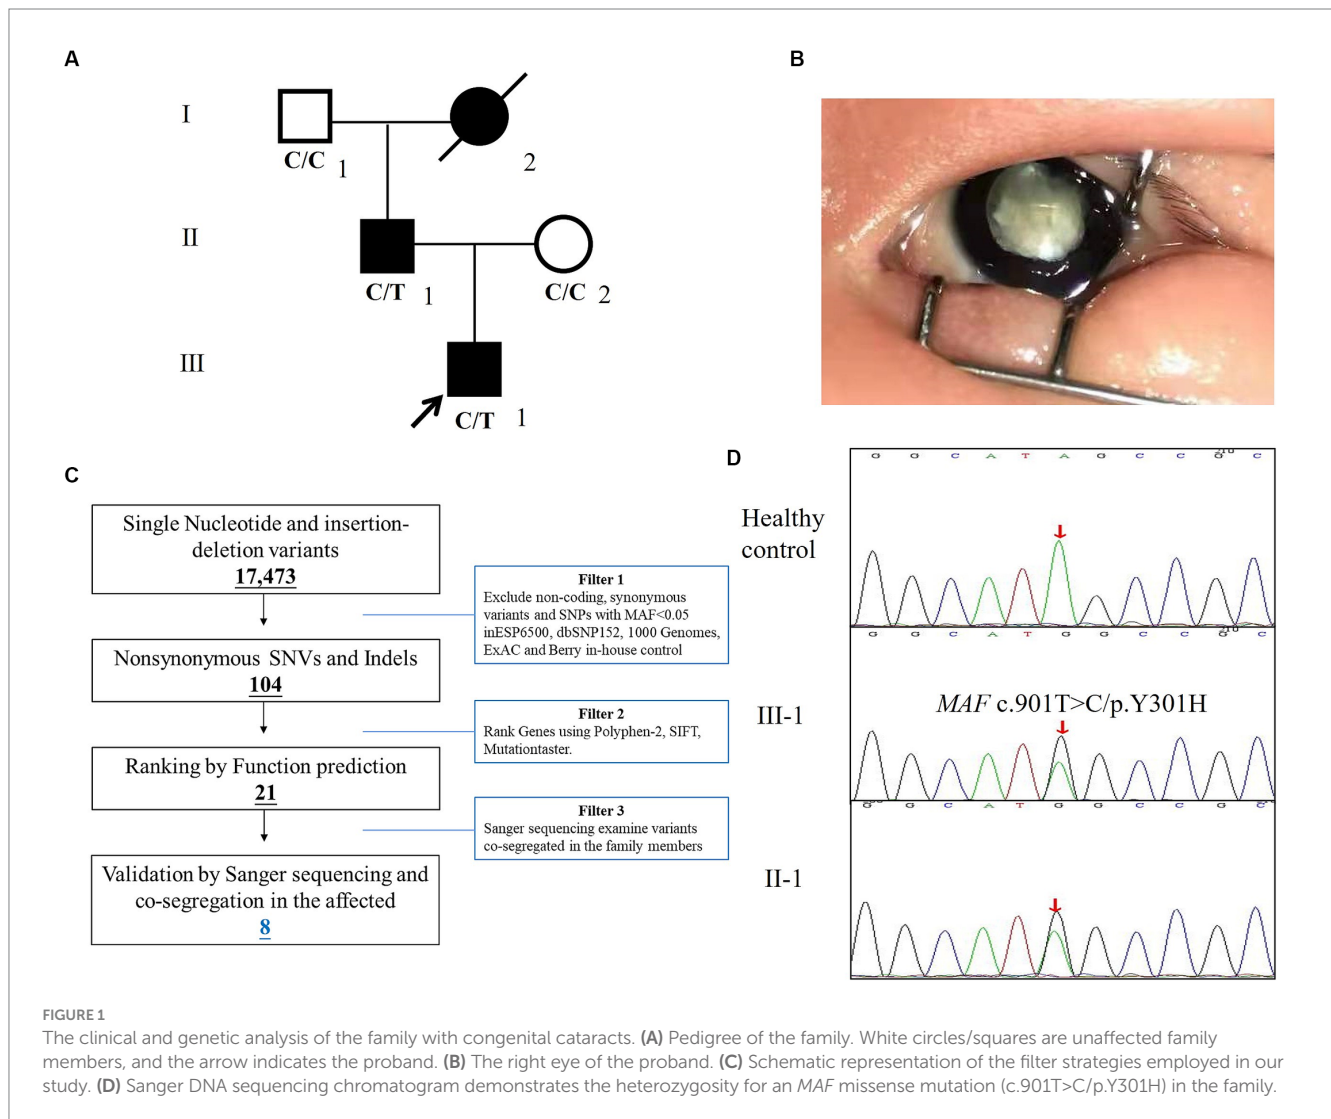 A
I
C/C 1
2
II
C/T 1
C/C 2
III
C/T 1
B
C
Single Nucleotide and insertion-
deletion variants
17,473
Filter 1
Exclude non-coding, synonymous
variants and SNPs with MAF<0.05
inESP6500, dbSNP152, 1000 Genomes,
ExAC and Berry in-house control
Nonsynonymous SNVs and Indels
104
Filter 2
Rank Genes using Polyphen-2, SIFT,
Mutationtaster.
Ranking by Function prediction
21
Filter 3
Sanger sequencing examine variants
co-segregated in the family members
Validation by Sanger sequencing and
co-segregation in the affected
8
D
G G C A T A G C C G C
Healthy
control
G G C A T G G C C G C
MAF c.901T>C/p.Y301H
III-1
G G C A T G G C C G C
II-1
FIGURE 1
The clinical and genetic analysis of the family with congenital cataracts. (A) Pedigree of the family. White circles/squares are unaffected family
members, and the arrow indicates the proband. (B) The right eye of the proband. (C) Schematic representation of the filter strategies employed in our
study. (D) Sanger DNA sequencing chromatogram demonstrates the heterozygosity for an MAF missense mutation (c.901T>C/p.Y301H) in the family.